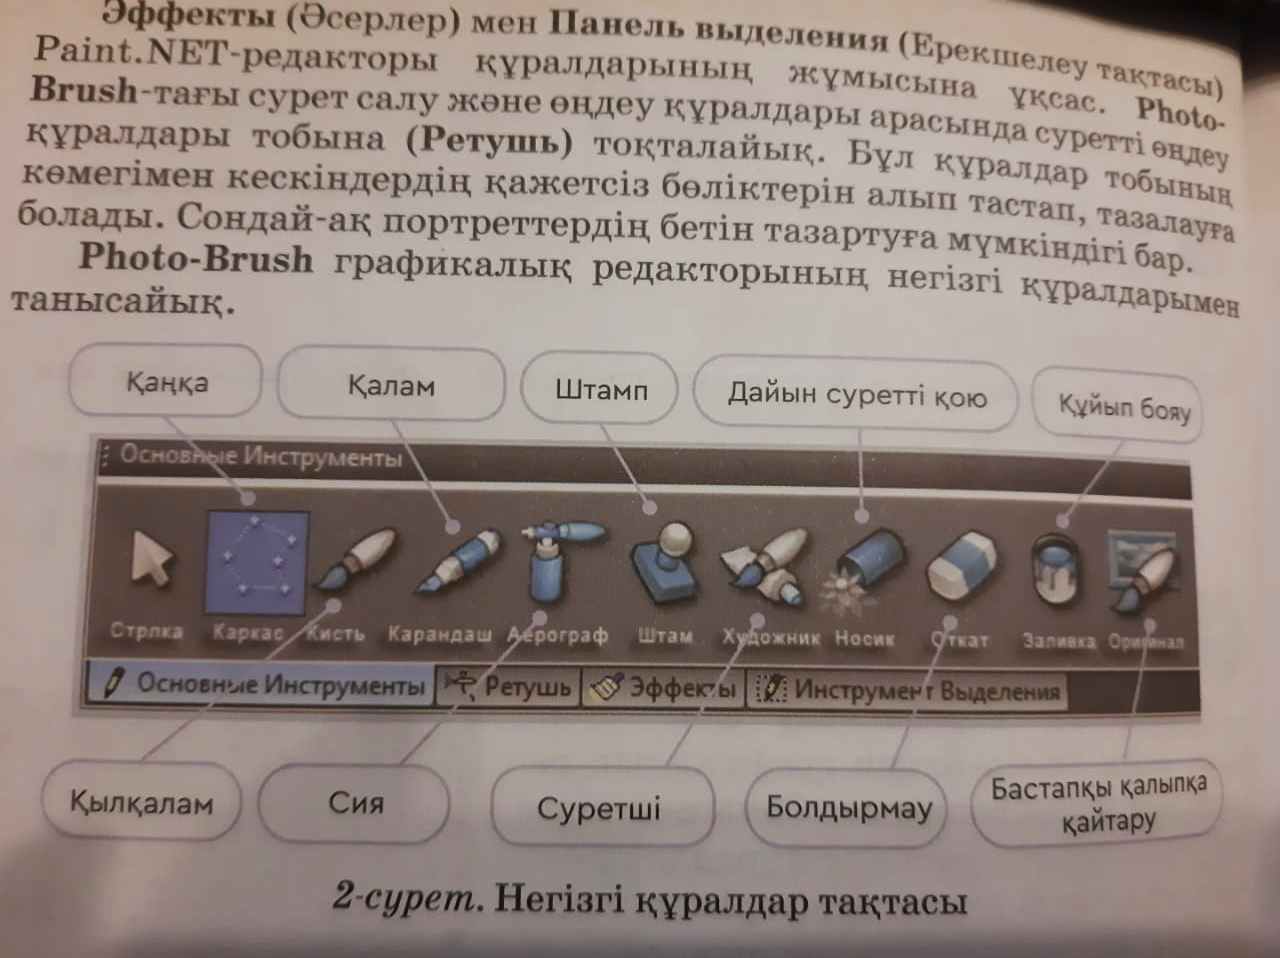 Эффекты (Әсерлер) мен Панель выделения (Ерекшелеу тақтасы)
Paint.NET-редакторы құралдарының жұмысына ұқсас. Photo-
Brush-тағы сурет салу және өңдеу құралдары арасында суретті өңдеу
құралдары тобына (Ретушь) тоқталайық. Бұл құралдар тобының
көмегімен кескіндердің қажетсіз бөліктерін алып тастап, тазалауға
болады. Сондай-ақ портреттердің бетін тазартуға мүмкіндігі бар.
Photo-Brush графикалық редакторының негізгі құралдарымен
танысайық.
Қаңқа Қалам Штамп Дайын суретті қою Құйып бояу
Основные Инструменты
Стрлка Каркас Кисть Карандаш Аерограф Штам Художник Носик Откат Заливка Оригинал
Основные Инструменты Ретушь Эффекты Инструмент Выделения
Қылқалам Сия Суретші Болдырмау Бастапқы қалыпқа
қайтару
2-сурет. Негізгі құралдар тақтасы